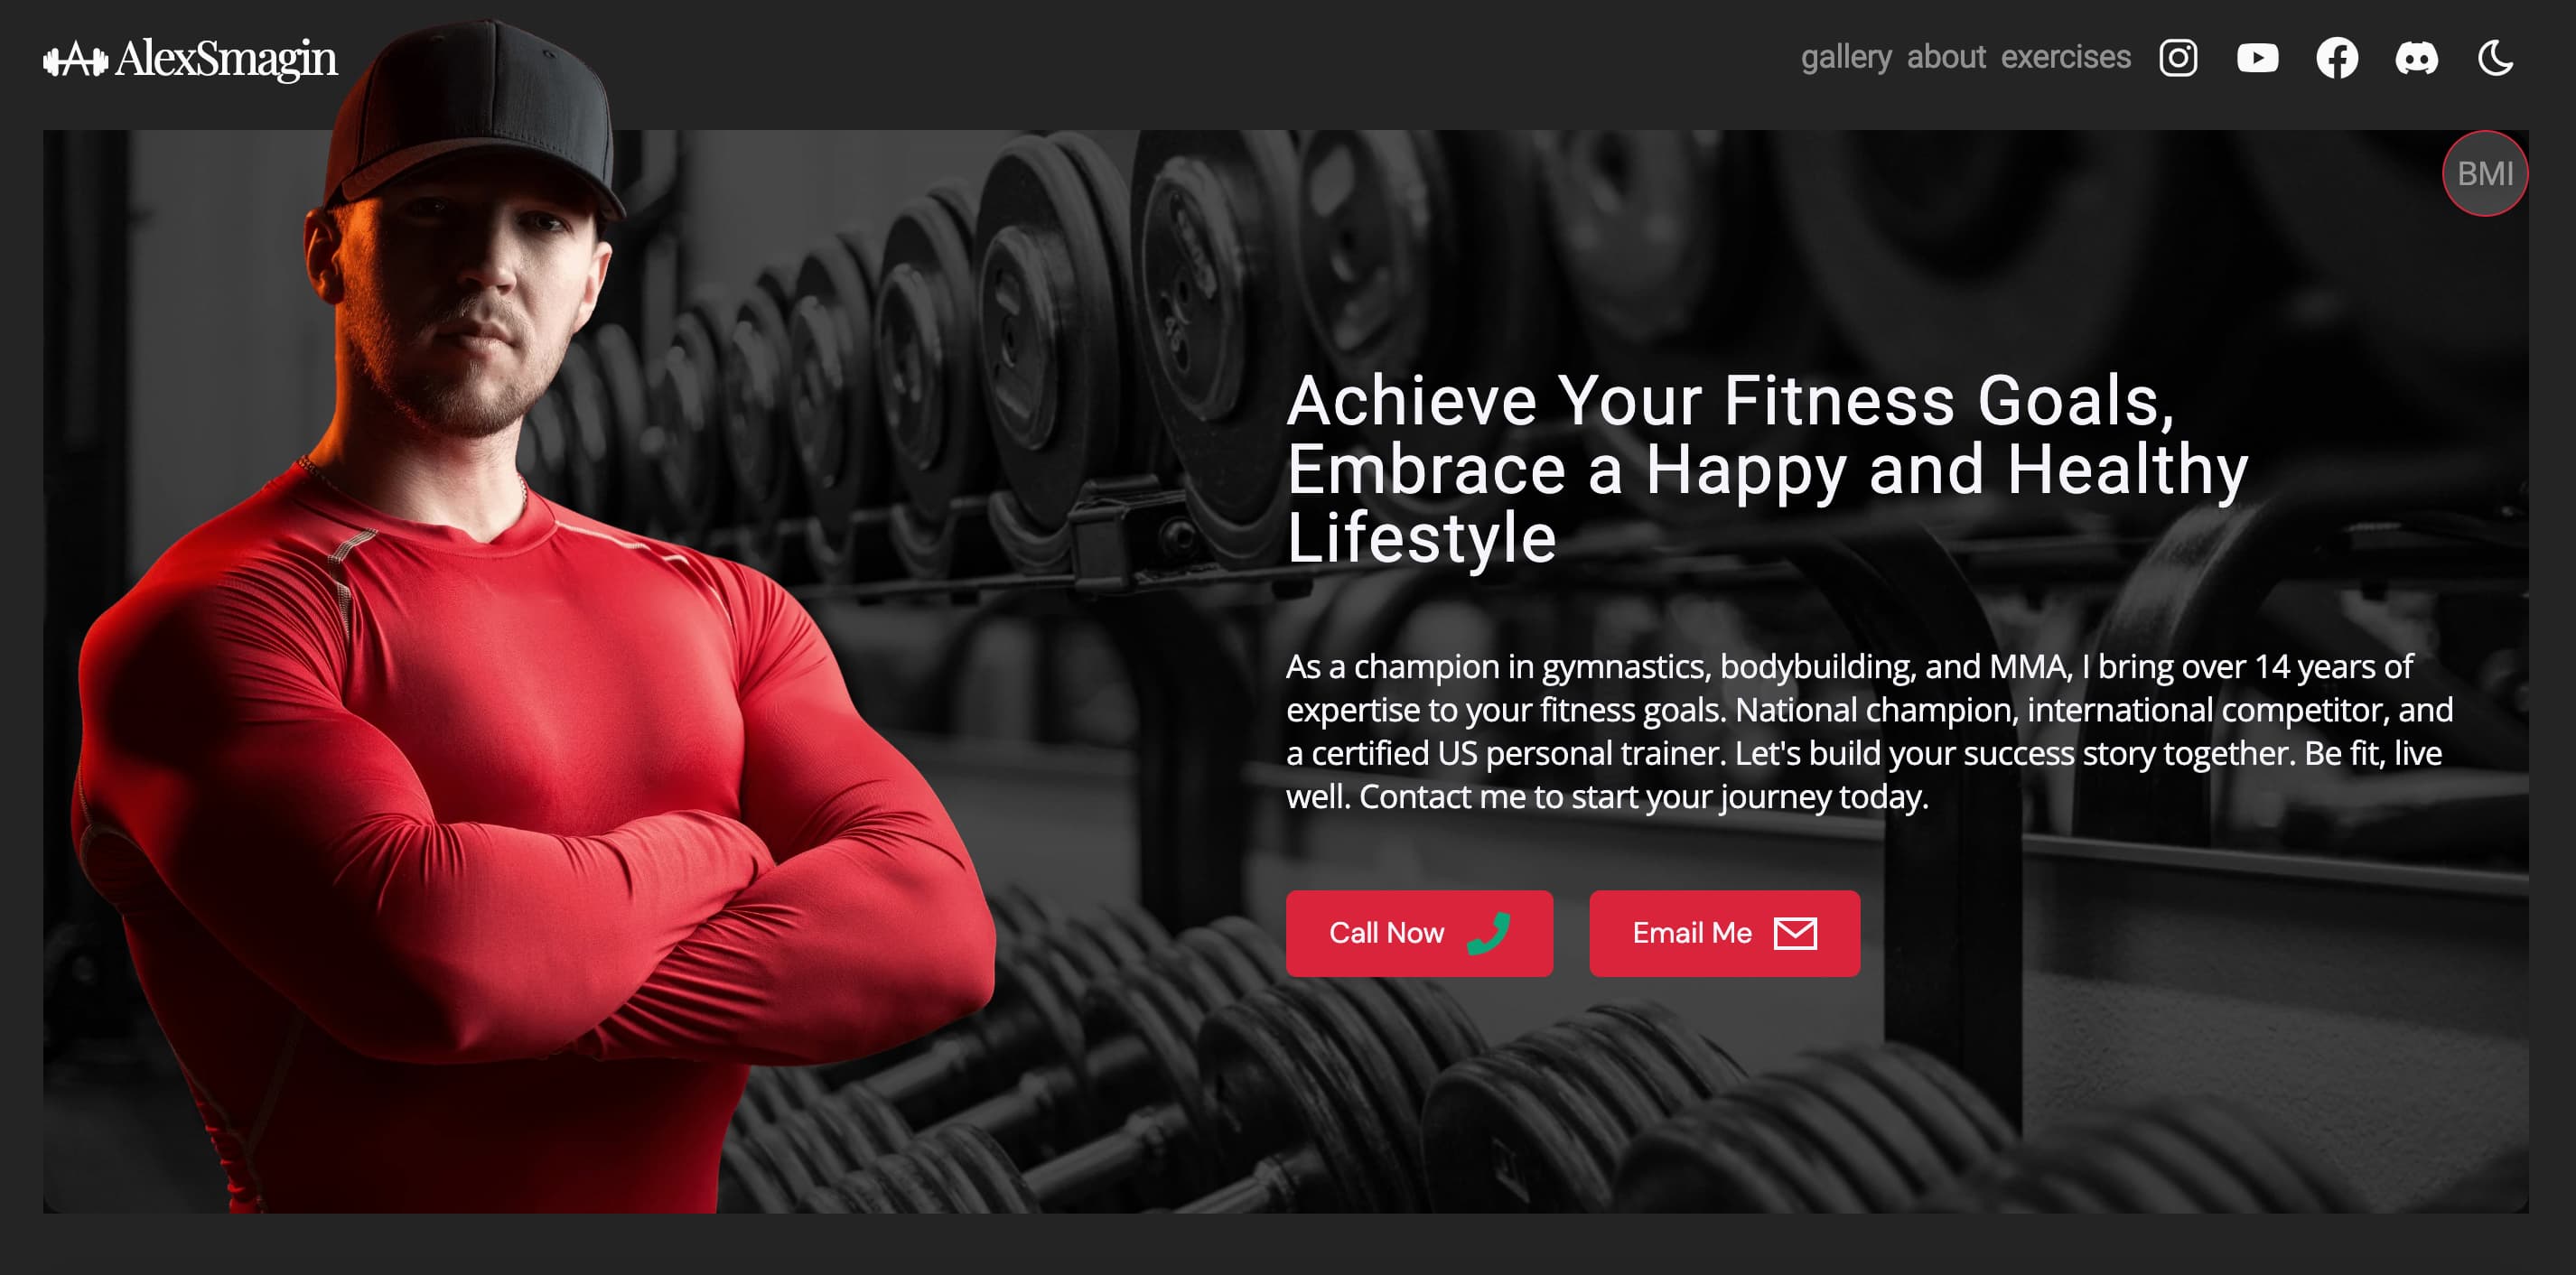 AlexSmagin
gallery about exercises
BMI
Achieve Your Fitness Goals,
Embrace a Happy and Healthy
Lifestyle
As a champion in gymnastics, bodybuilding, and MMA, I bring over 14 years of
expertise to your fitness goals. National champion, international competitor, and
a certified US personal trainer. Let's build your success story together. Be fit, live
well. Contact me to start your journey today.
Call Now
Email Me